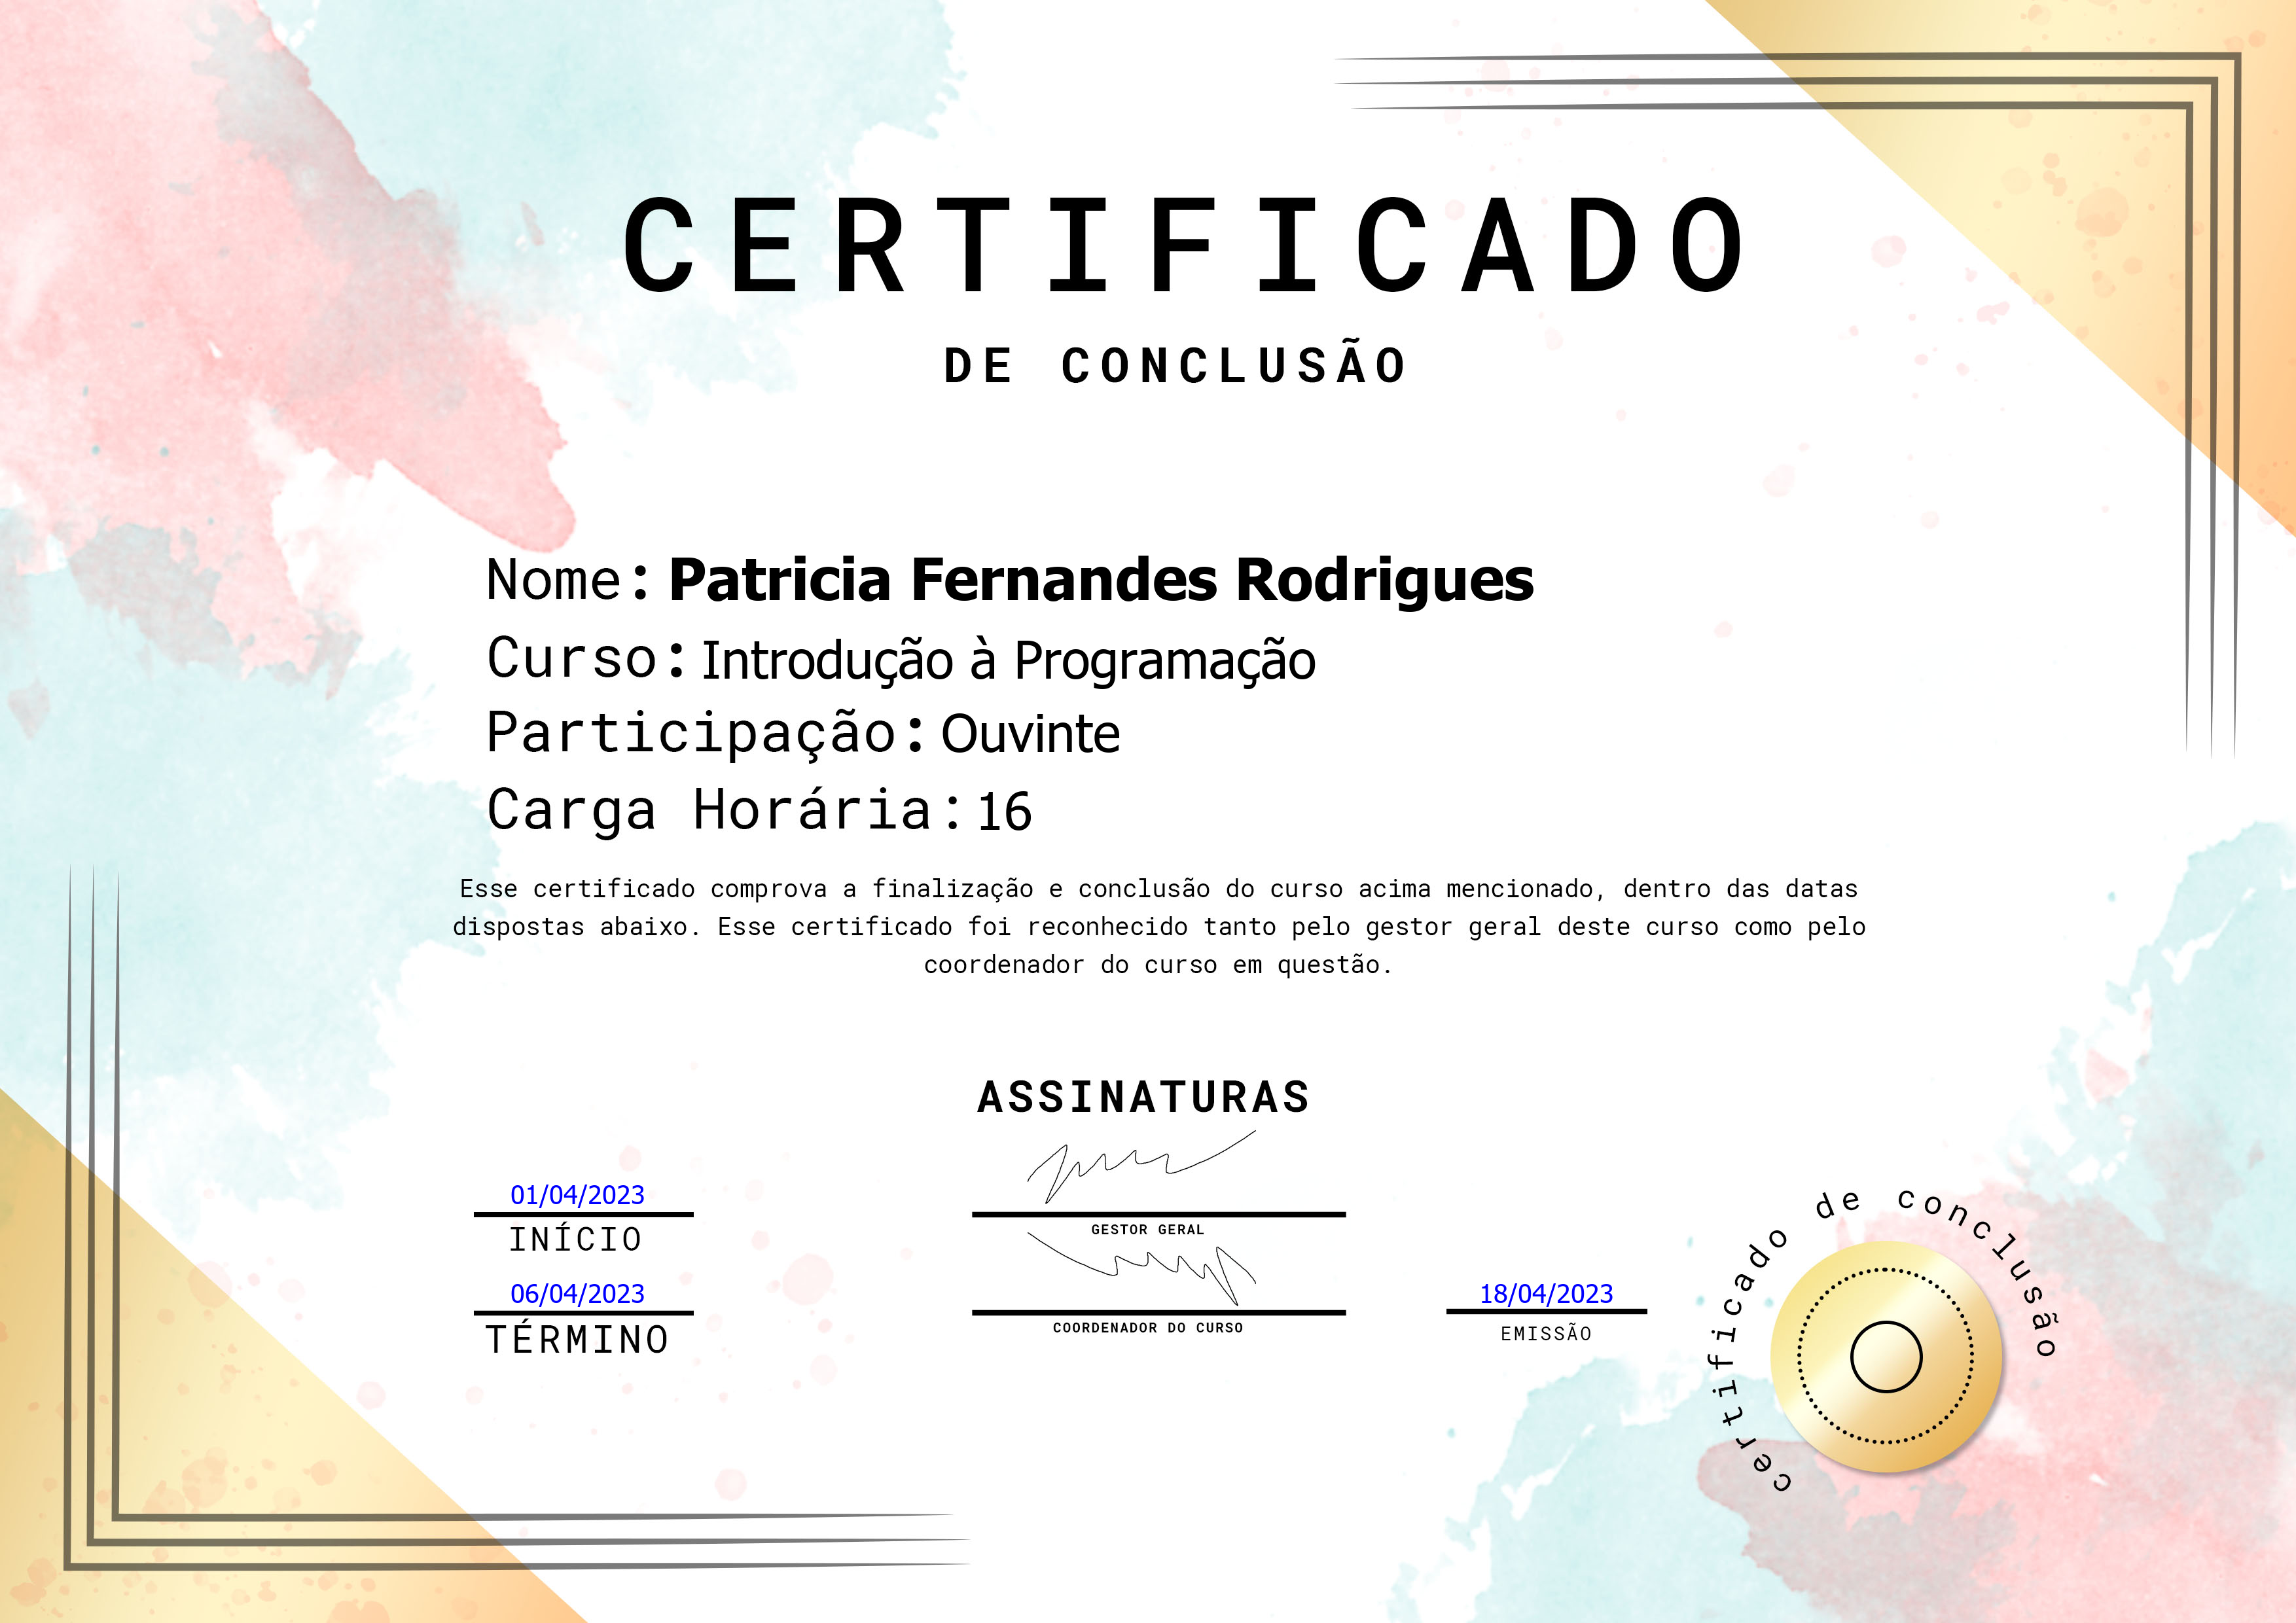 CERTIFICADO
DE CONCLUSÃO
Nome: Patricia Fernandes Rodrigues
Curso: Introdução à Programação
Participação: Ouvinte
Carga Horária: 16
Esse certificado comprova a finalização e conclusão do curso acima mencionado, dentro das datas
dispostas abaixo. Esse certificado foi reconhecido tanto pelo gestor geral deste curso como pelo
coordenador do curso em questão.
ASSINATURAS
01/04/2023
INÍCIO
GESTOR GERAL
06/04/2023
TÉRMINO
COORDENADOR DO CURSO
18/04/2023
EMISSÃO
certificado de conclusão